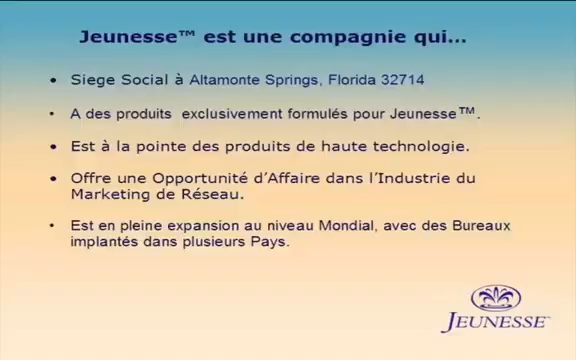 Jeunesse™ est une compagnie qui...
• Siege Social à Altamonte Springs, Florida 32714
• A des produits exclusivement formulés pour Jeunesse™.
• Est à la pointe des produits de haute technologie.
• Offre une Opportunité d'Affaire dans l'Industrie du
Marketing de Réseau.
• Est en pleine expansion au niveau Mondial, avec des Bureaux
implantés dans plusieurs Pays.
JEUNESSE™